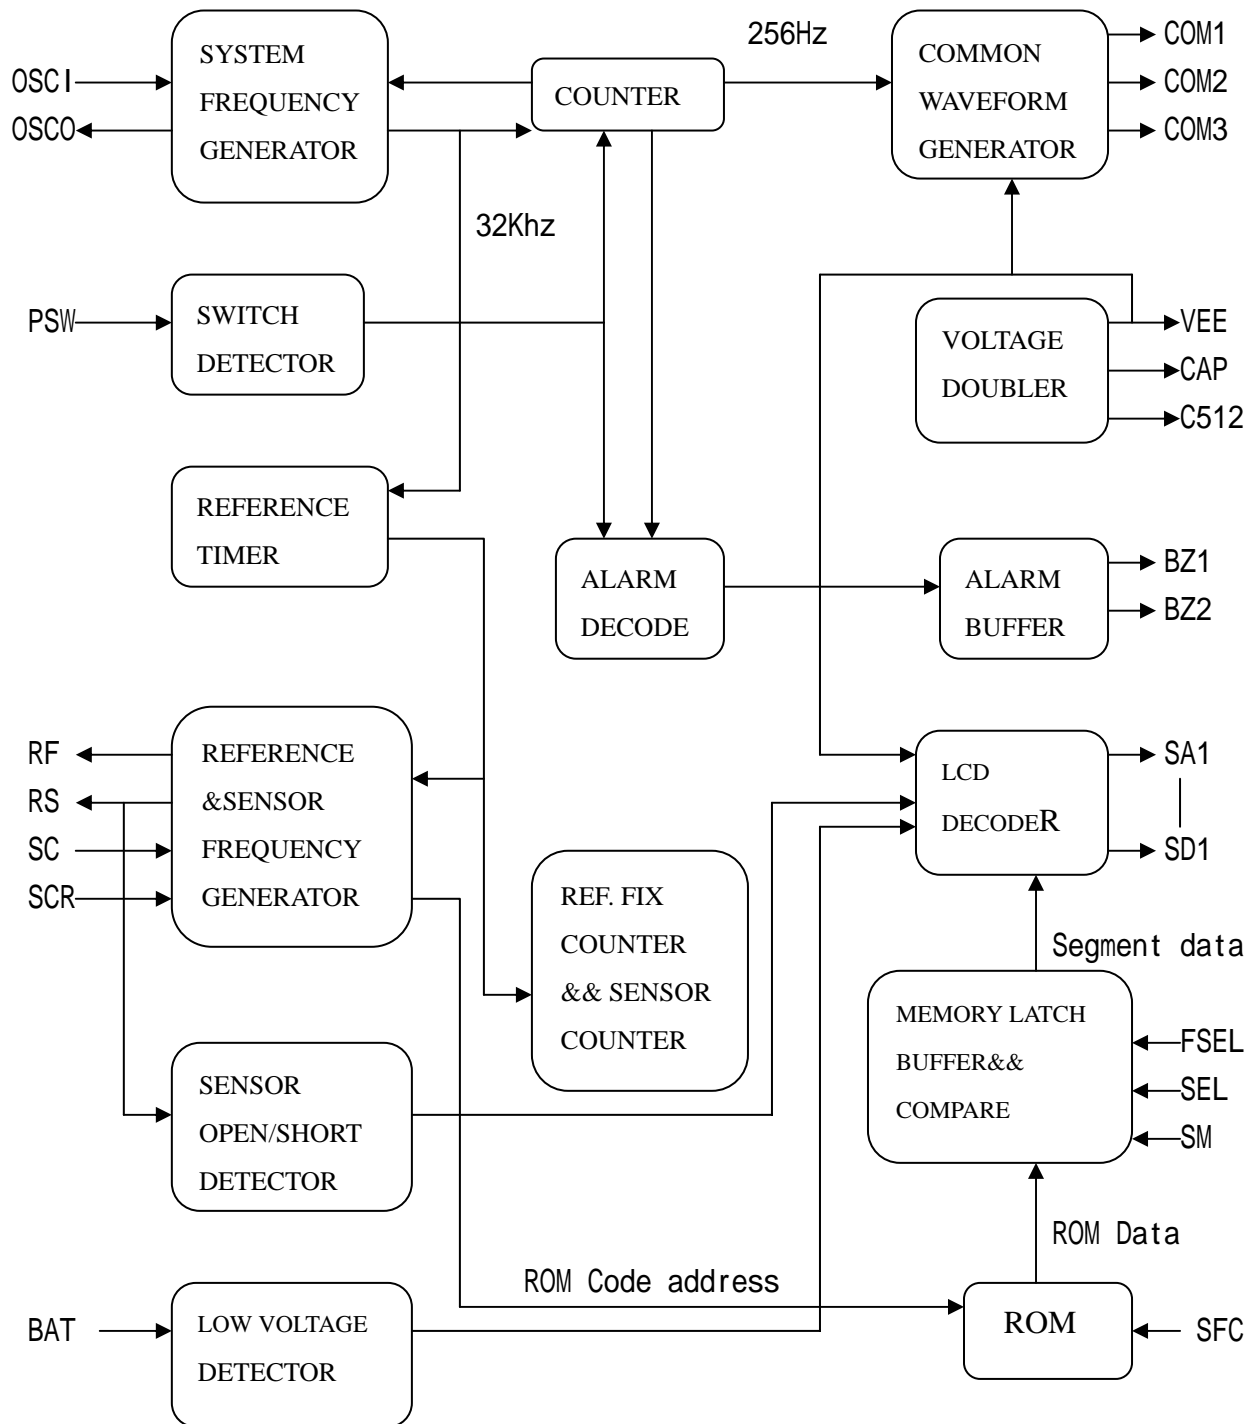 256Hz
SYSTEM
FREQUENCY
GENERATOR
OSCI
OSCO
COUNTER
COMMON
WAVEFORM
GENERATOR
COM1
COM2
COM3
32Khz
PSW
SWITCH
DETECTOR
VOLTAGE
DOUBLER
VEE
CAP
C512
REFERENCE
TIMER
ALARM
DECODE
ALARM
BUFFER
BZ1
BZ2
RF
RS
SC
SCR
REFERENCE
&SENSOR
FREQUENCY
GENERATOR
LCD
DECODER
SA1
SD1
REF. FIX
COUNTER
&& SENSOR
COUNTER
Segment data
MEMORY LATCH
BUFFER&&
COMPARE
FSEL
SEL
SM
SENSOR
OPEN/SHORT
DETECTOR
ROM Data
ROM Code address
BAT
LOW VOLTAGE
DETECTOR
ROM
SFC